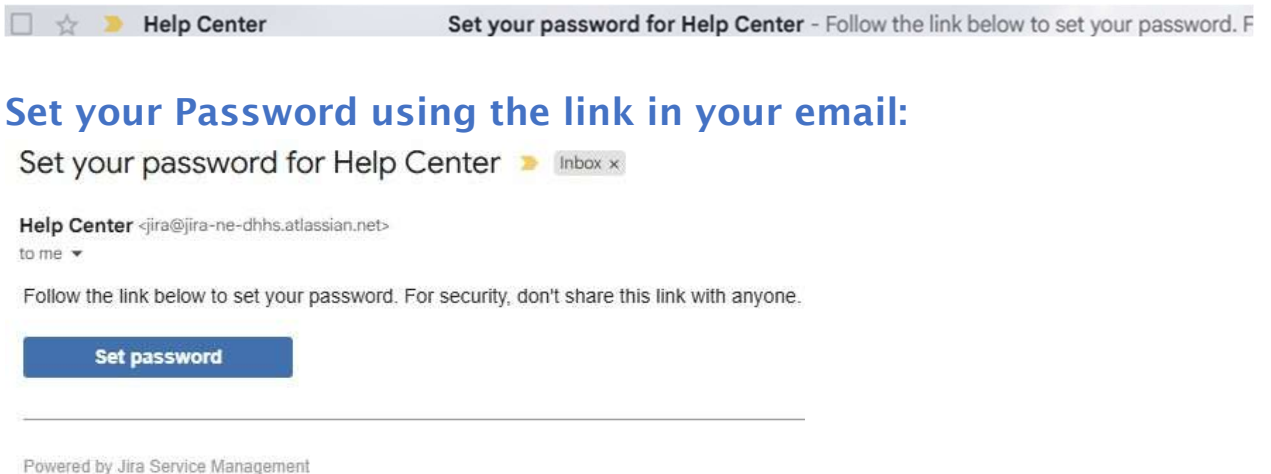 Help Center Set your password for Help Center - Follow the link below to set your password. F
Set your Password using the link in your email:
Set your password for Help Center Inbox x
Help Center <jira@jira-ne-dhhs.atlassian.net>
to me
Follow the link below to set your password. For security, don't share this link with anyone.
Set password
Powered by Jira Service Management